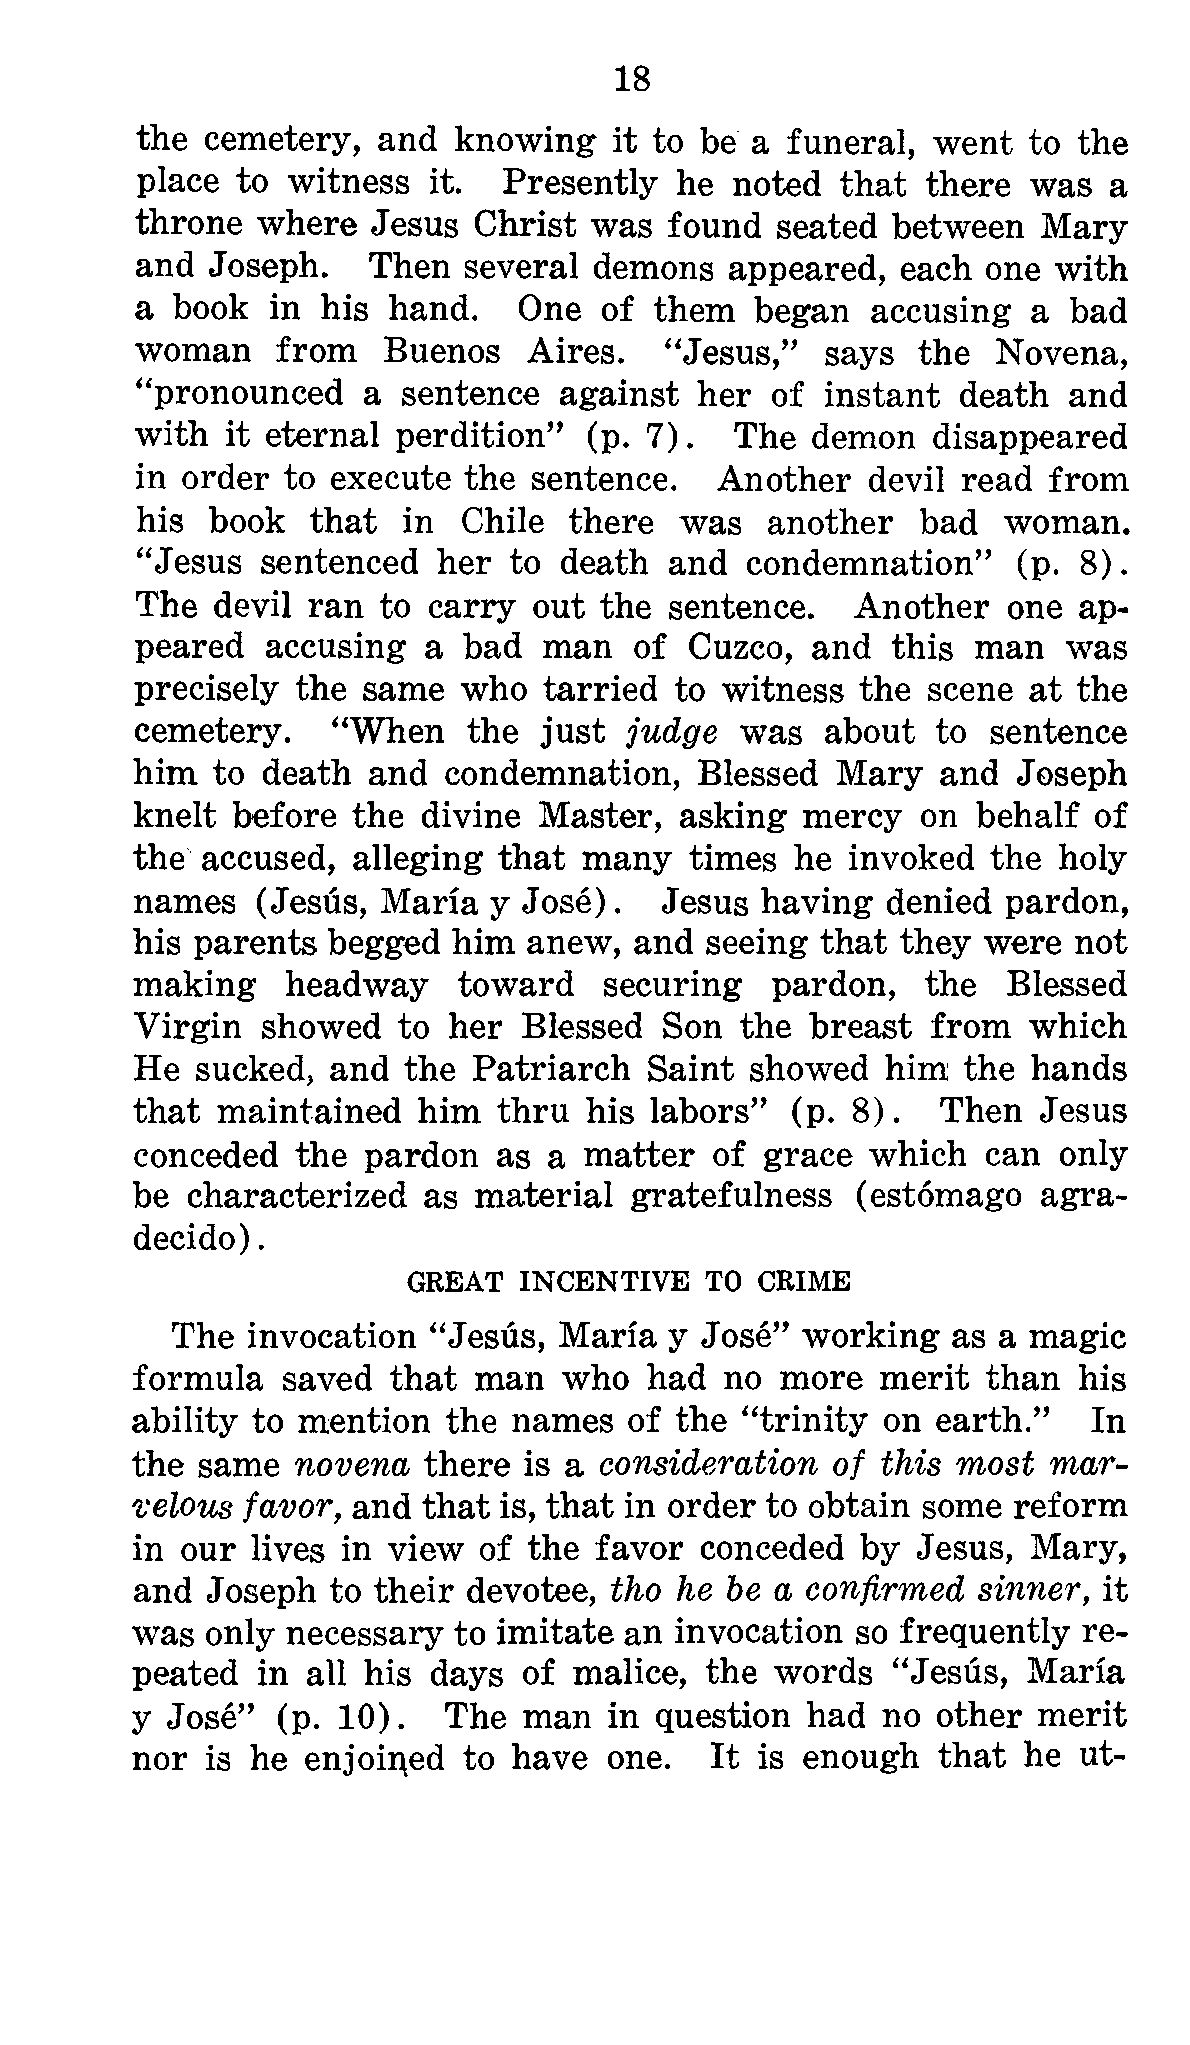 18
the cemetery, and knowing it to be a funeral, went to the
place to witness it. Presently he noted that there was a
throne where Jesus Christ was found seated between Mary
and Joseph. Then several demons appeared, each one with
a book in his hand. One of them began accusing a bad
woman from Buenos Aires. “Jesus,” says the Novena,
“pronounced a sentence against her of instant death and
with it eternal perdition” (p. 7). The demon disappeared
in order to execute the sentence. Another devil read from
his book that in Chile there was another bad woman.
“Jesus sentenced her to death and condemnation” (p. 8).
The devil ran to carry out the sentence. Another one ap-
peared accusing a bad man of Cuzco, and this man was
precisely the same who tarried to witness the scene at the
cemetery. “When the just judge was about to sentence
him to death and condemnation, Blessed Mary and Joseph
knelt before the divine Master, asking mercy on behalf of
the accused, alleging that many times he invoked the holy
names (Jesús, María y José). Jesus having denied pardon,
his parents begged him anew, and seeing that they were not
making headway toward securing pardon, the Blessed
Virgin showed to her Blessed Son the breast from which
He sucked, and the Patriarch Saint showed him the hands
that maintained him thru his labors” (p. 8). Then Jesus
conceded the pardon as a matter of grace which can only
be characterized as material gratefulness (estómago agra-
decido).
GREAT INCENTIVE TO CRIME
The invocation “Jesús, María y José” working as a magic
formula saved that man who had no more merit than his
ability to mention the names of the “trinity on earth.” In
the same novena there is a consideration of this most mar-
velous favor, and that is, that in order to obtain some reform
in our lives in view of the favor conceded by Jesus, Mary,
and Joseph to their devotee, tho he be a confirmed sinner, it
was only necessary to imitate an invocation so frequently re-
peated in all his days of malice, the words “Jesús, María
y José” (p. 10). The man in question had no other merit
nor is he enjoined to have one. It is enough that he ut-